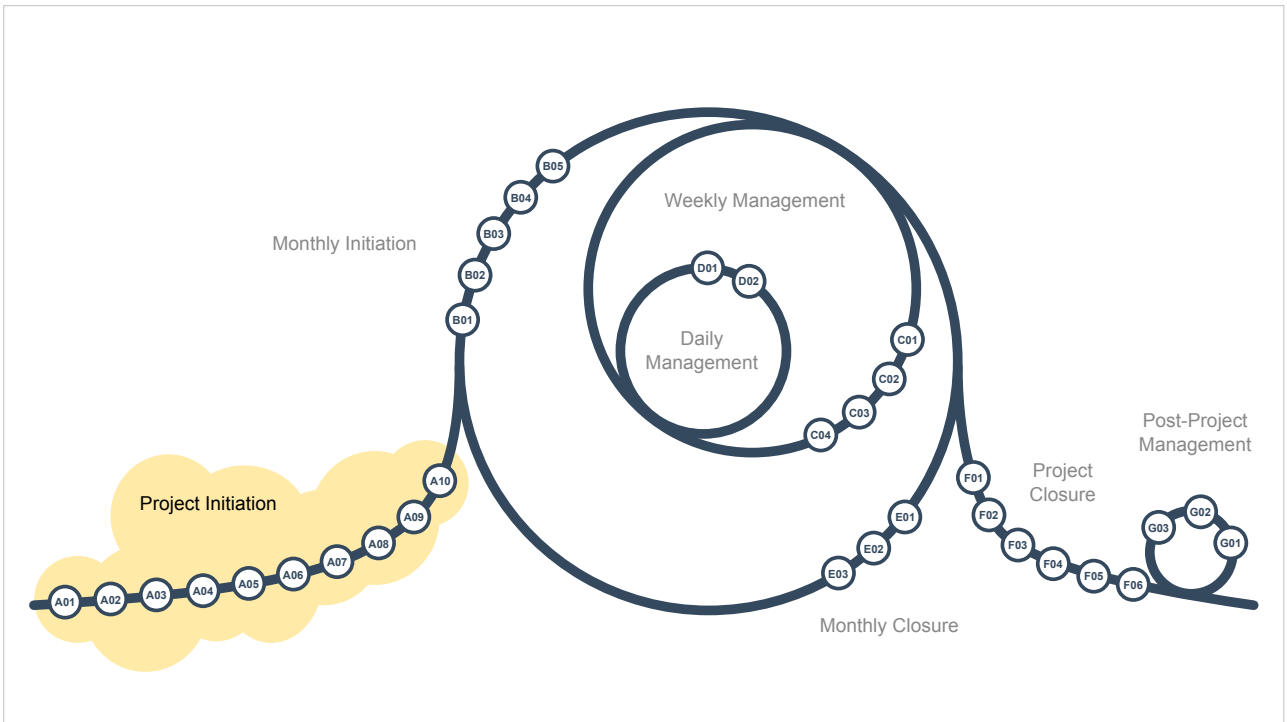 Project Initiation
A01
A02
A03
A04
A05
A06
A07
A08
A09
A10
Monthly Initiation
B01
B02
B03
B04
B05
Weekly Management
C01
C02
C03
C04
Daily
Management
D01
D02
Monthly Closure
E01
E02
E03
Project
Closure
F01
F02
F03
F04
F05
F06
Post-Project
Management
G01
G02
G03